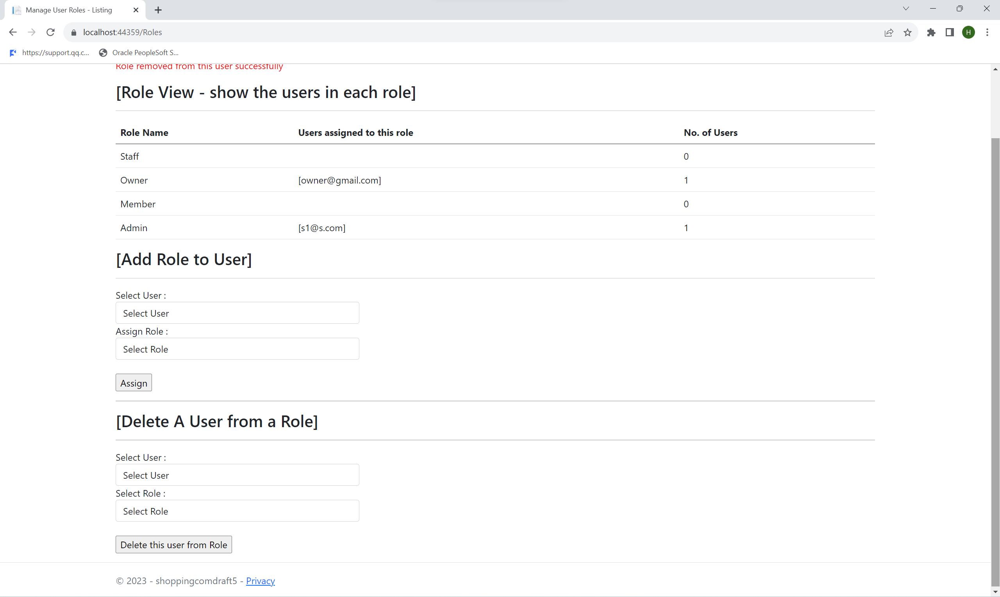 Manage User Roles - Listing
localhost:44359/Roles
H
https://support.qq.c...
Oracle PeopleSoft S...
Role removed from this user successfully
[Role View - show the users in each role]
Role Name Users assigned to this role No. of Users
Staff 0
Owner [owner@gmail.com] 1
Member 0
Admin [s1@s.com] 1
[Add Role to User]
Select User :
Select User
Assign Role :
Select Role
Assign
[Delete A User from a Role]
Select User :
Select User
Select Role :
Select Role
Delete this user from Role
© 2023 - shoppingcomdraft5 - Privacy